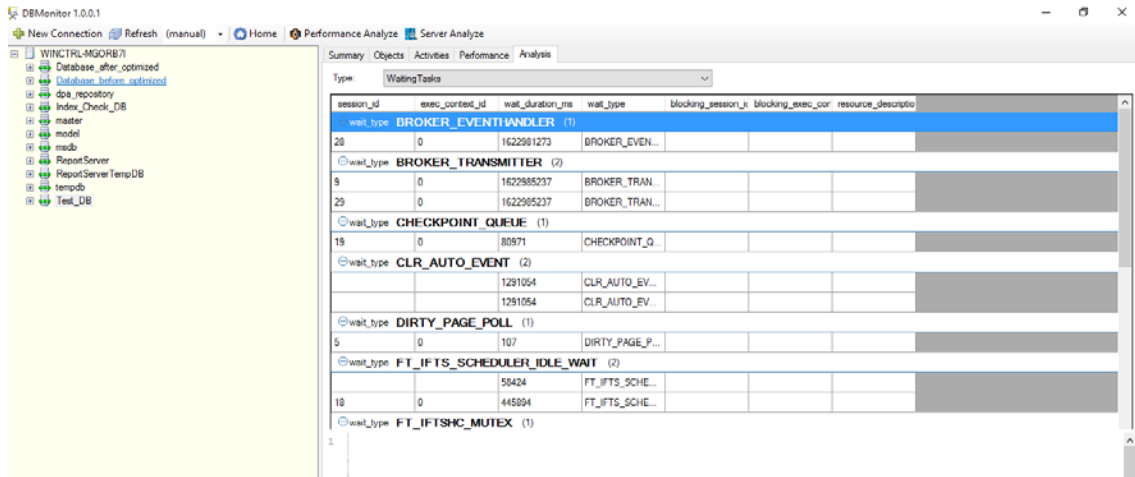 DBMonitor 1.0.0.1
New Connection Refresh (manual) Home Performance Analyze Server Analyze
WINCTRL-MGORB7I
Database_after_optimized
Database_before_optimized
dpa_repostory
Index_Check_DB
master
model
msdb
ReportServer
ReportServerTempDB
tempdb
Test_DB
Summary Objects Activities Performance Analysis
Type: WaitingTasks
session_id exec_context_id wait_duration_ms wait_type blocking_session_ic blocking_exec_cor resource_descriptio
wait_type BROKER_EVENTHANDLER (1)
28 0 1622981273 BROKER_EVEN...
wait_type BROKER_TRANSMITTER (2)
9 0 1622985237 BROKER_TRAN...
29 0 1622985237 BROKER_TRAN...
wait_type CHECKPOINT_QUEUE (1)
19 0 80971 CHECKPOINT_Q...
wait_type CLR_AUTO_EVENT (2)
1291054 CLR_AUTO_EV...
1291054 CLR_AUTO_EV...
wait_type DIRTY_PAGE_POLL (1)
5 0 107 DIRTY_PAGE_P...
wait_type FT_IFTS_SCHEDULER_IDLE_WAIT (2)
58424 FT_IFTS_SCHE...
18 0 445894 FT_IFTS_SCHE...
wait_type FT_IFTSHC_MUTEX (1)
1